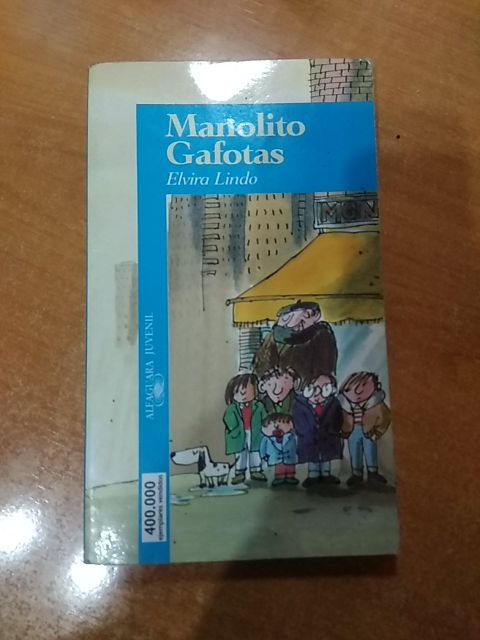 Manolito
Gafotas
Elvira Lindo
ALFAGUARA JUVENIL
400.000
ejemplares vendidos